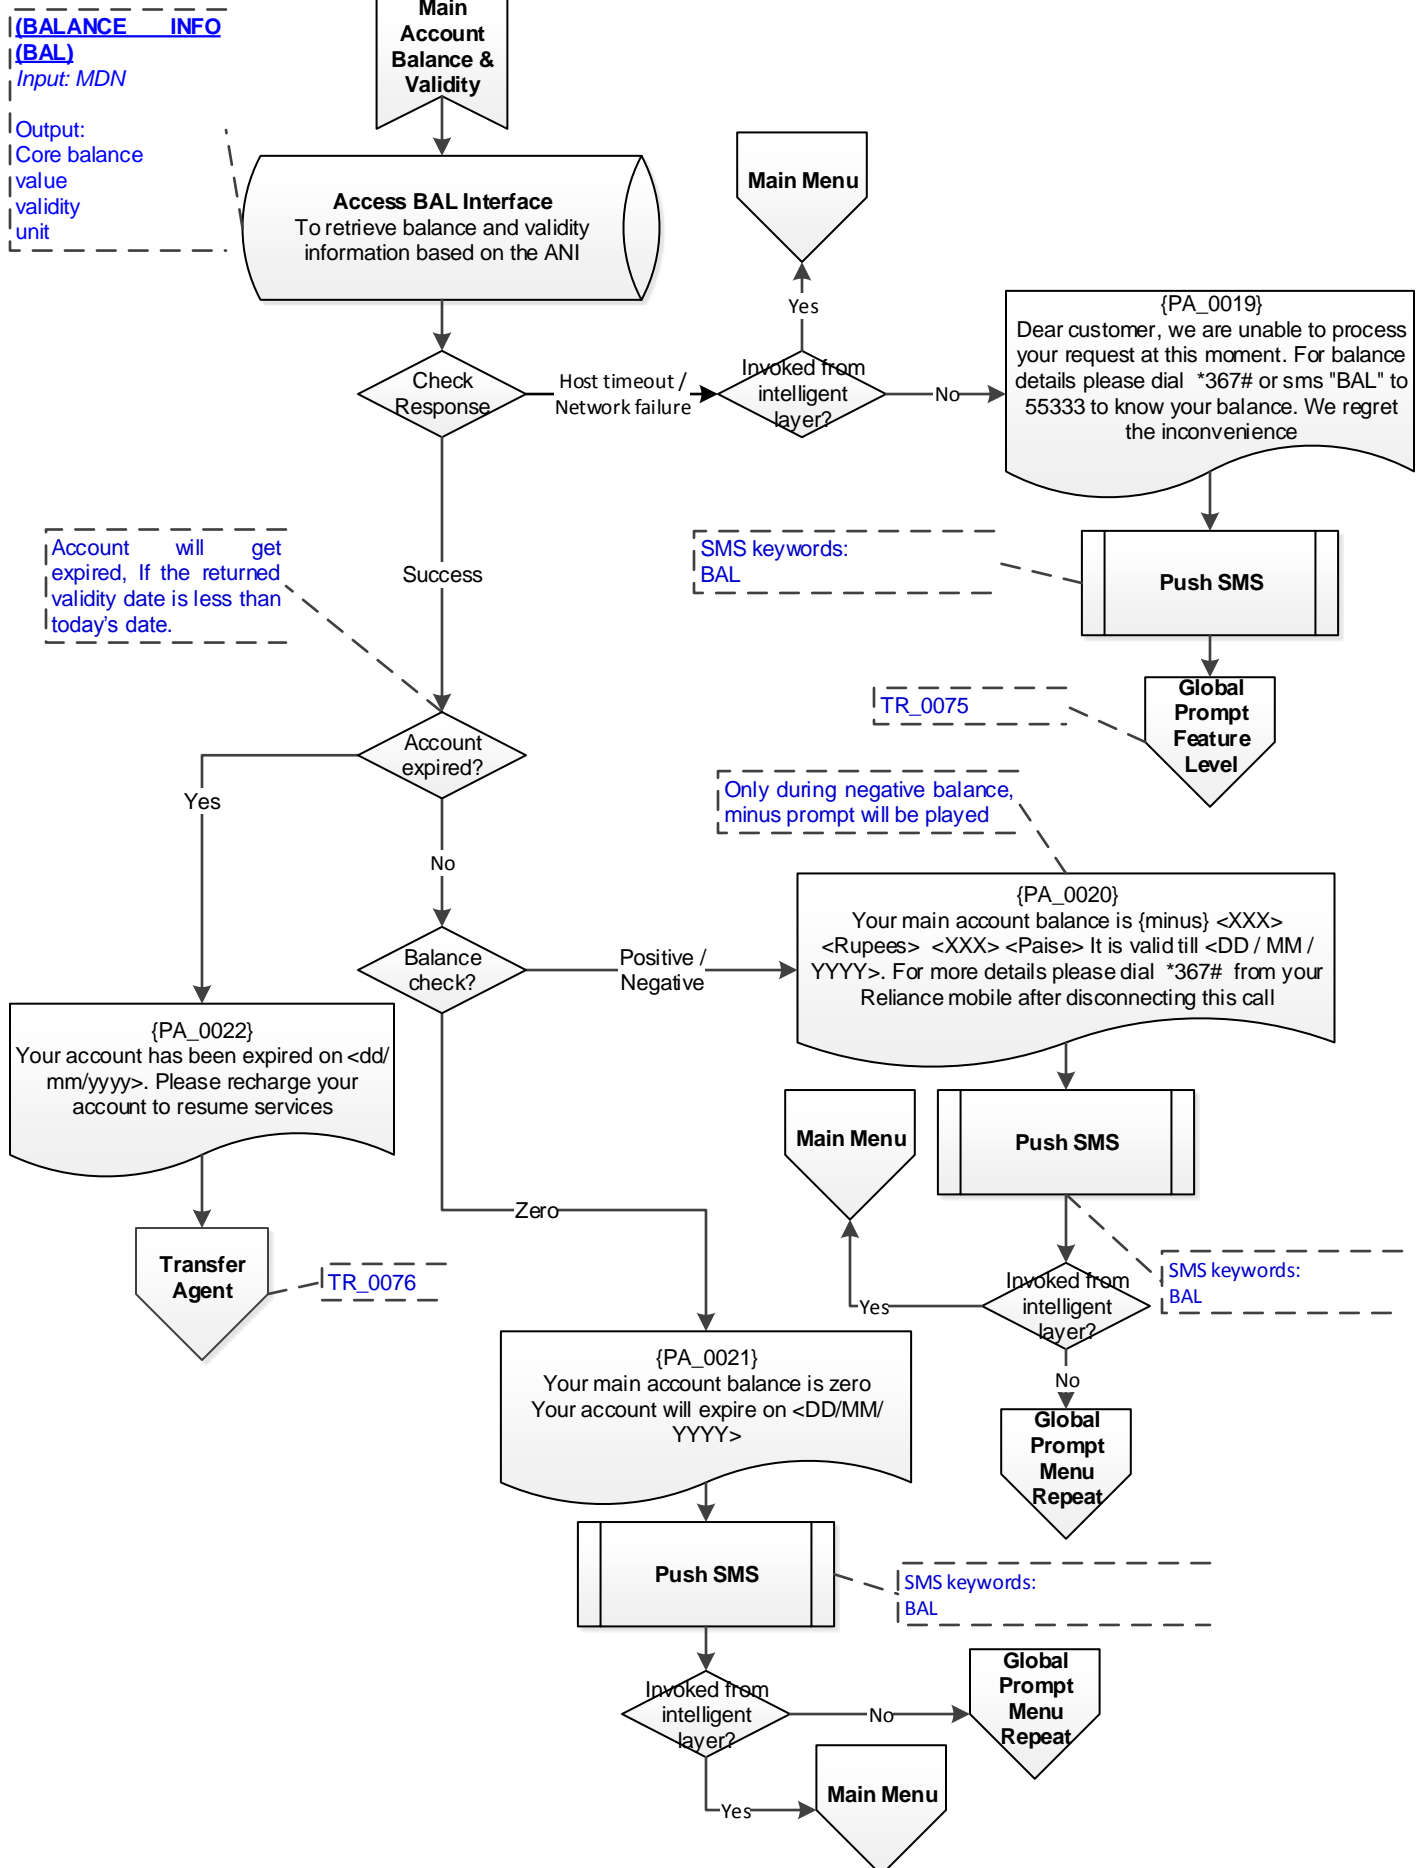 (BALANCE INFO
(BAL)
Input: MDN
Output:
Core balance
value
validity
unit
Main
Account
Balance &
Validity
Access BAL Interface
To retrieve balance and validity
information based on the ANI
Main Menu
Yes
Check
Response
Host timeout /
Network failure
Invoked from
intelligent
layer?
No
{PA_0019}
Dear customer, we are unable to process
your request at this moment. For balance
details please dial *367# or sms "BAL" to
55333 to know your balance. We regret
the inconvenience
Account will get
expired, If the returned
validity date is less than
today's date.
Success
SMS keywords:
BAL
Push SMS
TR_0075
Global
Prompt
Feature
Level
Account
expired?
Yes
No
Only during negative balance,
minus prompt will be played
Balance
check?
Positive /
Negative
{PA_0020}
Your main account balance is {minus} <XXX>
<Rupees> <XXX> <Paise> It is valid till <DD / MM /
YYYY>. For more details please dial *367# from your
Reliance mobile after disconnecting this call
{PA_0022}
Your account has been expired on <dd/
mm/yyyy>. Please recharge your
account to resume services
Main Menu
Push SMS
Zero
Transfer
Agent
TR_0076
Yes
Invoked from
intelligent
layer?
SMS keywords:
BAL
No
{PA_0021}
Your main account balance is zero
Your account will expire on <DD/MM/
YYYY>
Global
Prompt
Menu
Repeat
Push SMS
SMS keywords:
BAL
Invoked from
intelligent
layer?
No
Global
Prompt
Menu
Repeat
Yes
Main Menu